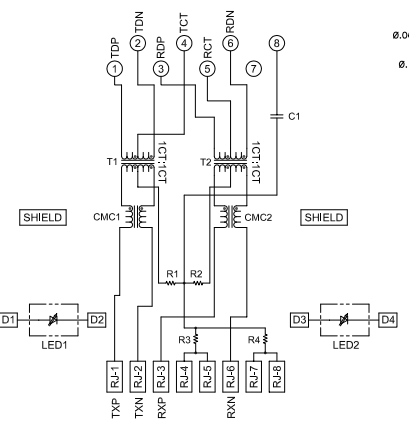 TDP
TDN
RDP
TCT
RCT
RDN
1
2
3
4
5
6
7
8
Ø.0
Ø.
C1
T1
1CT:1CT
T2
1CT:1CT
SHIELD
CMC1
CMC2
SHIELD
R1
R2
D1
D2
LED1
D3
D4
LED2
R3
R4
RJ-1
RJ-2
RJ-3
RJ-4
RJ-5
RJ-6
RJ-7
RJ-8
TXP
TXN
RXP
RXN